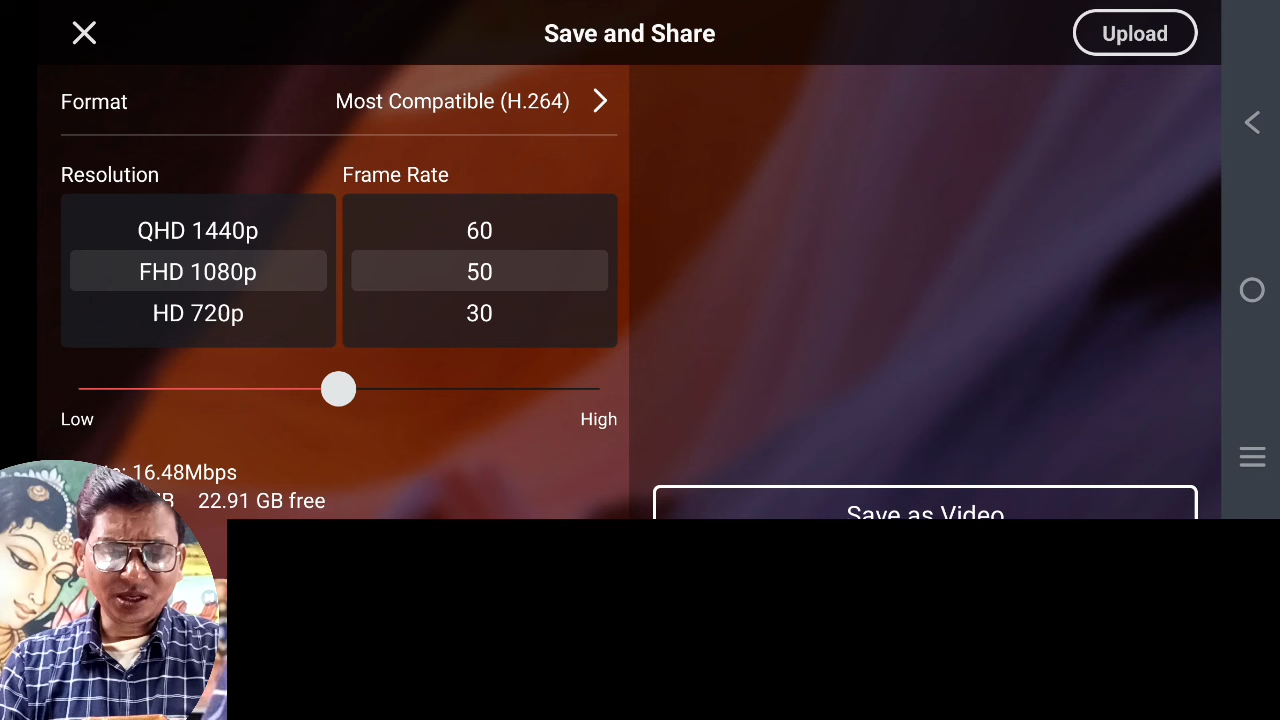 Save and Share
Upload
Format
Most Compatible (H.264)
Resolution
Frame Rate
QHD 1440p
60
FHD 1080p
50
HD 720p
30
Low
High
16.48Mbps
22.91 GB free
Save as Video